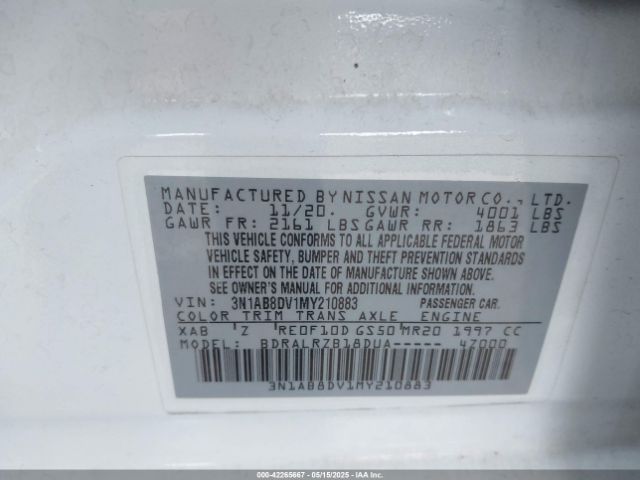 MANUFACTURED BY NISSAN MOTOR CO., LTD.
DATE: 11/20. GVWR: 4001 LBS
GAWR FR: 2161 LBS GAWR RR: 1863 LBS
THIS VEHICLE CONFORMS TO ALL APPLICABLE FEDERAL MOTOR
VEHICLE SAFETY, BUMPER AND THEFT PREVENTION STANDARDS
IN EFFECT ON THE DATE OF MANUFACTURE SHOWN ABOVE.
SEE OWNER'S MANUAL FOR ADDITIONAL INFORMATION.
VIN: 3N1AB8DV1MY210883 PASSENGER CAR.
COLOR TRIM TRANS AXLE ENGINE
XAB Z RE0F10D GS50 MR20 1997 CC
MODEL: BDRALRZB18DUA----- 47000
3N1AB8DV1MY210883
000-42265667 - 05/15/2025 - IAA Inc.